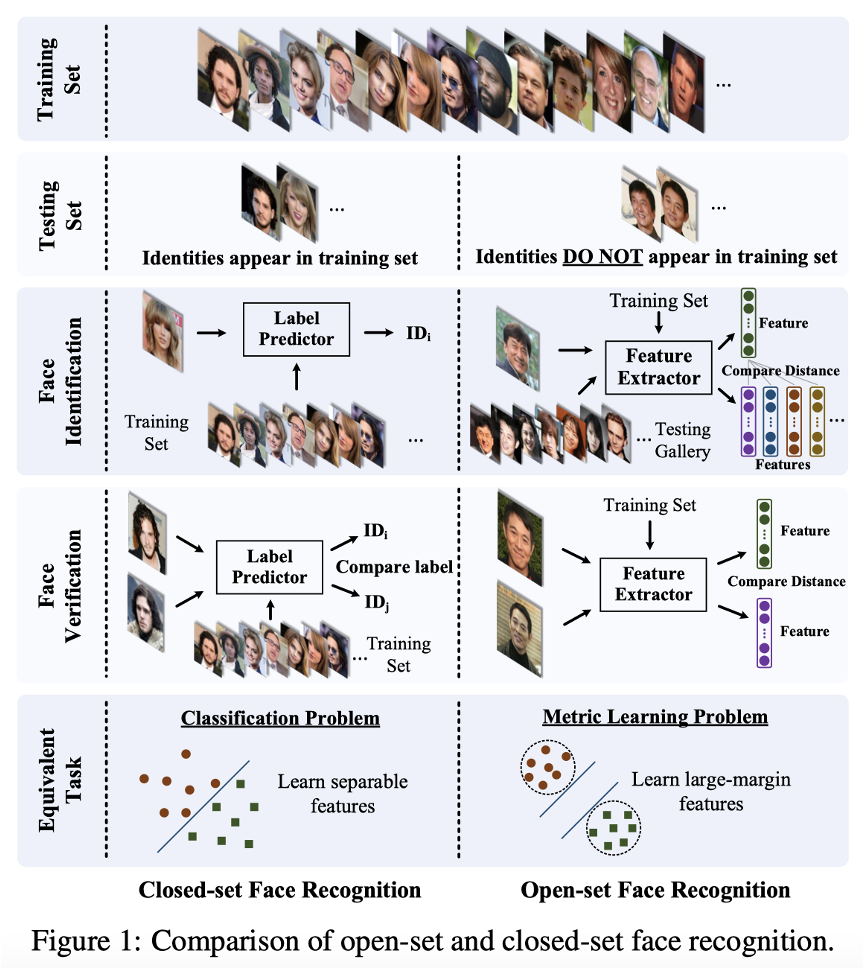 Training
Set
...
Testing
Set
...
Identities appear in training set
...
Identities DO NOT appear in training set
Face
Identification
Label
Predictor
IDi
Training
Set
...
Training Set
Feature
Extractor
Feature
Compare Distance
...
Testing
Gallery
...
Features
Face
Verification
Label
Predictor
IDi
Compare label
IDj
...
Training
Set
Training Set
Feature
Extractor
Feature
Compare Distance
Feature
Equivalent
Task
Classification Problem
Learn separable
features
Metric Learning Problem
Learn large-margin
features
Closed-set Face Recognition
Open-set Face Recognition
Figure 1: Comparison of open-set and closed-set face recognition.